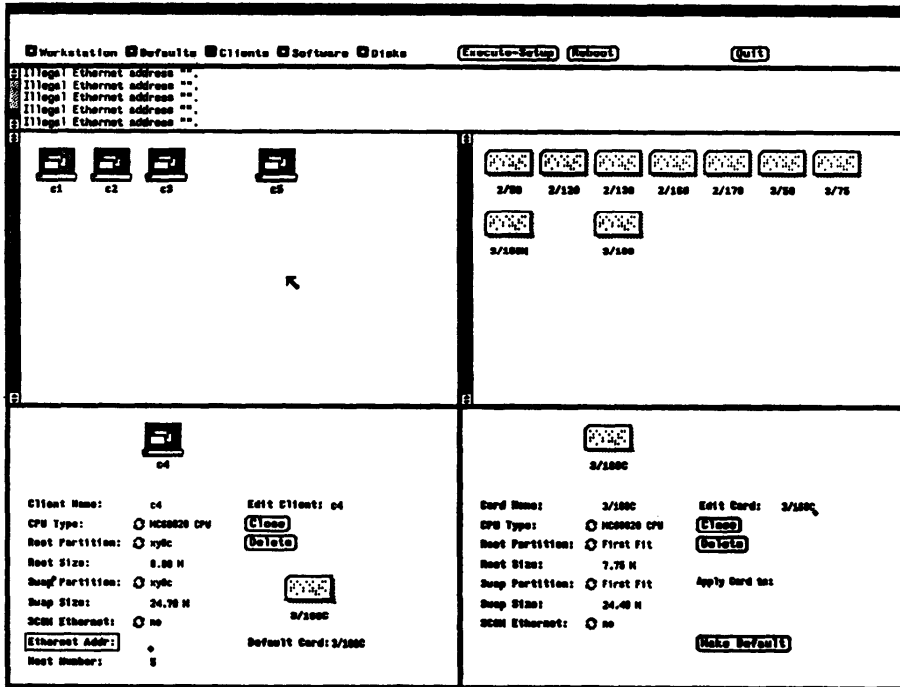 Workstation Defaults Clients Software Disks Execute-Setup Reboot Quit
Illegal Ethernet address "".
Illegal Ethernet address "".
Illegal Ethernet address "".
Illegal Ethernet address "".
Illegal Ethernet address "".
c1 c2 c3 c5
2/50 2/120 2/130 2/160 2/170 3/50 3/75
3/160M 3/180
c4
Client Name: c4 Edit Client: c4
CPU Type: MC68020 CPU Close
Root Partition: xy0c Delete
Root Size: 8.00 M
Swap Partition: xy0c
Swap Size: 24.70 M
3COM Ethernet: no
3/160C
Ethernet Addr: Default Card: 3/160C
Host Number: 5
3/160C
Card Name: 3/160C Edit Card: 3/160C
CPU Type: MC68020 CPU Close
Root Partition: First Fit Delete
Root Size: 7.75 M
Swap Partition: First Fit Apply Card to:
Swap Size: 24.40 M
3COM Ethernet: no
Make Default